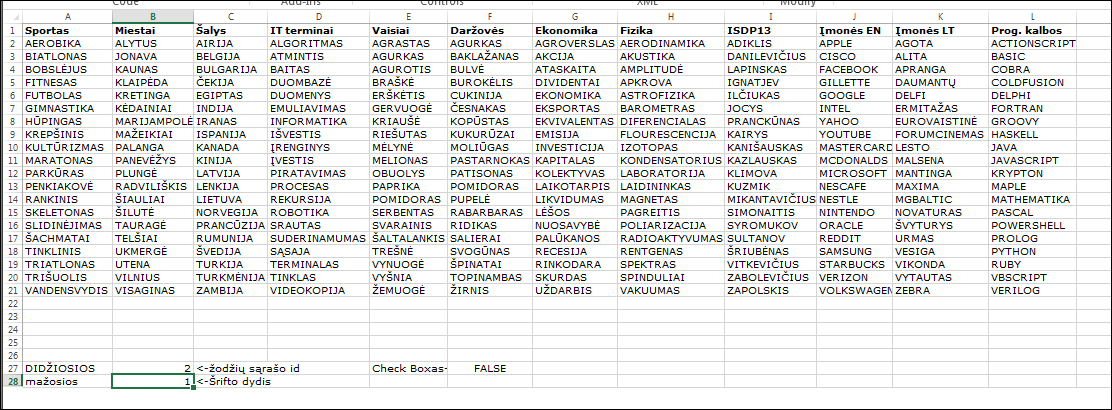 Code Add-ins Controls XML Modify
A B C D E F G H I J K L
1 Sportas Miestai Šalys IT terminai Vaisiai Daržovės Ekonomika Fizika ISDP13 Įmonės EN Įmonės LT Prog. kalbos
2 AEROBIKA ALYTUS AIRIJA ALGORITMAS AGRASTAS AGURKAS AGROVERSLAS AERODINAMIKA ADIKLIS APPLE AGOTA ACTIONSCRIPT
3 BIATLONAS JONAVA BELGIJA ATMINTIS AGURKAS BAKLAŽANAS AKCIJA AKUSTIKA DANILEVIČIUS CISCO ALITA BASIC
4 BOBSLĖJUS KAUNAS BULGARIJA BAITAS AGUROTIS BULVĖ ATASKAITA AMPLITUDĖ LAPINSKAS FACEBOOK APRANGA COBRA
5 FITNESAS KLAIPĖDA ČEKIJA DUOMBAZĖ BRAŠKĖ BUROKĖLIS DIVIDENTAI APKROVA IGNATJEV GILLETTE DAUMANTŲ COLDFUSION
6 FUTBOLAS KRETINGA EGIPTAS DUOMENYS ERŠKĖTIS CUKINIJA EKONOMIKA ASTROFIZIKA ILČIUKAS GOOGLE DELFI DELPHI
7 GIMNASTIKA KĖDAINIAI INDIJA EMULIAVIMAS GERVUOGĖ ČESNAKAS EKSPORTAS BAROMETRAS JOCYS INTEL ERMITAŽAS FORTRAN
8 HŪPINGAS MARIJAMPOLĖ IRANAS INFORMATIKA KRIAUŠĖ KOPŪSTAS EKVIVALENTAS DIFERENCIALAS PRANCKŪNAS YAHOO EUROVAISTINĖ GROOVY
9 KREPŠINIS MAŽEIKIAI ISPANIJA IŠVESTIS RIEŠUTAS KUKURŪZAI EMISIJA FLOURESCENCIJA KAIRYS YOUTUBE FORUMCINEMAS HASKELL
10 KULTŪRIZMAS PALANGA KANADA ĮRENGINYS MĖLYNĖ MOLIŪGAS INVESTICIJA IZOTOPAS KANIŠAUSKAS MASTERCARD LESTO JAVA
11 MARATONAS PANEVĖŽYS KINIJA ĮVESTIS MELIONAS PASTARNOKAS KAPITALAS KONDENSATORIUS KAZLAUSKAS MCDONALDS MALSENA JAVASCRIPT
12 PARKŪRAS PLUNGĖ LATVIJA PIRATAVIMAS OBUOLYS PATISONAS KOLEKTYVAS LABORATORIJA KLIMOVA MICROSOFT MANTINGA KRYPTON
13 PENKIAKOVĖ RADVILIŠKIS LENKIJA PROCESAS PAPRIKA POMIDORAS LAIKOTARPIS LAIDININKAS KUZMIK NESCAFE MAXIMA MAPLE
14 RANKINIS ŠIAULIAI LIETUVA REKURSIJA POMIDORAS PUPELĖ LIKVIDUMAS MAGNETAS MIKANTAVIČIUS NESTLE MGBALTIC MATHEMATIKA
15 SKELETONAS ŠILUTĖ NORVEGIJA ROBOTIKA SERBENTAS RABARBARAS LĖŠOS PAGREITIS SIMONAITIS NINTENDO NOVATURAS PASCAL
16 SLIDINĖJIMAS TAURAGĖ PRANCŪZIJA SRAUTAS SVARAINIS RIDIKAS NUOSAVYBĖ POLIARIZACIJA SYROMUKOV ORACLE ŠVYTURYS POWERSHELL
17 ŠACHMATAI TELŠIAI RUMUNIJA SUDERINAMUMAS ŠALTALANKIS SALIERAI PALŪKANOS RADIOAKTYVUMAS SULTANOV REDDIT URMAS PROLOG
18 TINKLINIS UKMERGĖ ŠVEDIJA SĄSAJA TREŠNĖ SVOGŪNAS RECESIJA RENTGENAS ŠRIUBĖNAS SAMSUNG VESIGA PYTHON
19 TRIATLONAS UTENA TURKIJA TERMINALAS VYNUOGĖ ŠPINATAI RINKODARA SPEKTRAS VITKEVIČIUS STARBUCKS VIKONDA RUBY
20 TRIŠUOLIS VILNIUS TURKMĖNIJA TINKLAS VYŠNIA TOPINAMBAS SKURDAS SPINDULIAI ZABOLEVIČIUS VERIZON VYTAUTAS VBSCRIPT
21 VANDENSVYDIS VISAGINAS ZAMBIJA VIDEOKOPIJA ŽEMUOGĖ ŽIRNIS UŽDARBIS VAKUUMAS ZAPOLSKIS VOLKSWAGEN ZEBRA VERILOG
22
23
24
25
26
27 DIDŽIOSIOS 2 <-žodžių sąrašo id Check Boxas- FALSE
28 mažosios 1 <-Šrifto dydis